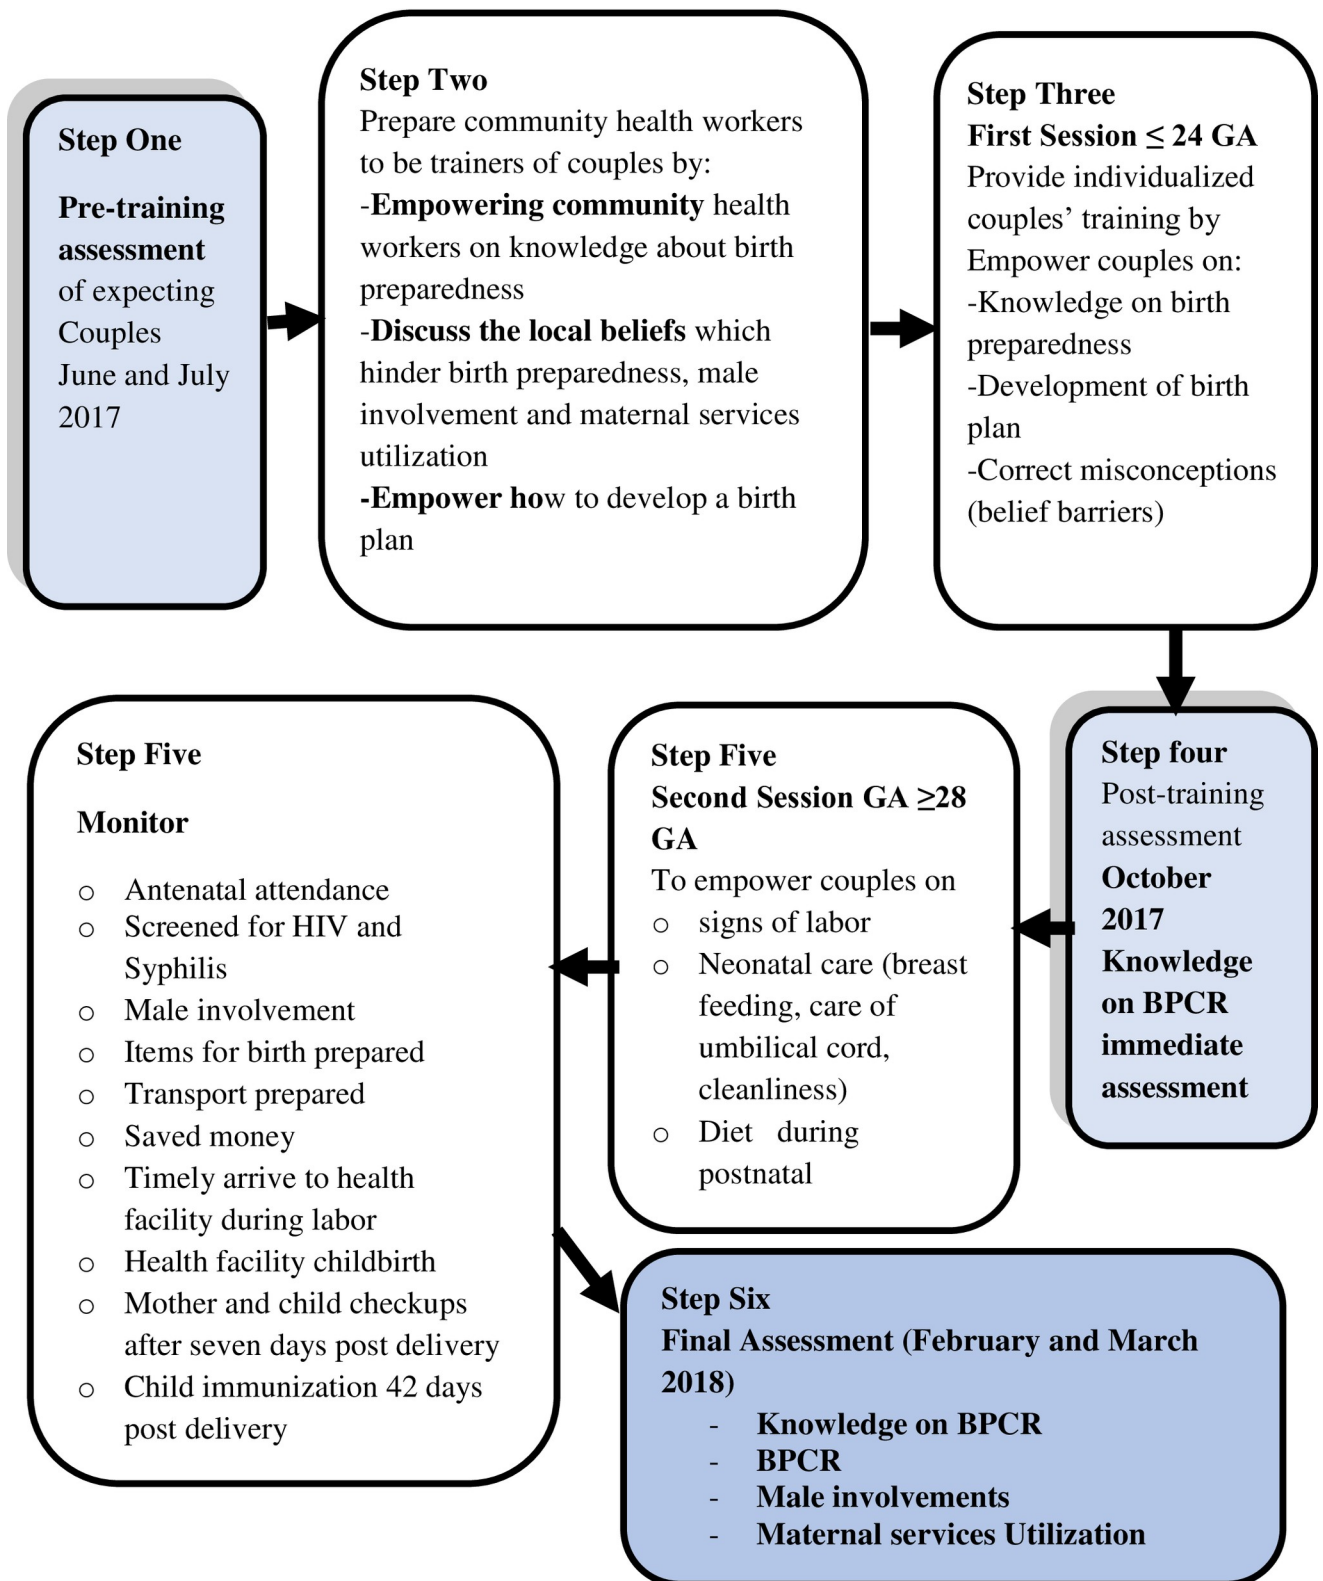 Step One
Pre-training
assessment
of expecting
Couples
June and July
2017
Step Two
Prepare community health workers
to be trainers of couples by:
-Empowering community health
workers on knowledge about birth
preparedness
-Discuss the local beliefs which
hinder birth preparedness, male
involvement and maternal services
utilization
-Empower how to develop a birth
plan
Step Three
First Session ≤ 24 GA
Provide individualized
couples’ training by
Empower couples on:
-Knowledge on birth
preparedness
-Development of birth
plan
-Correct misconceptions
(belief barriers)
Step four
Post-training
assessment
October
2017
Knowledge
on BPCR
immediate
assessment
Step Five
Second Session GA ≥28
GA
To empower couples on
o signs of labor
o Neonatal care (breast
feeding, care of
umbilical cord,
cleanliness)
o Diet during
postnatal
Step Five
Monitor
o Antenatal attendance
o Screened for HIV and
Syphilis
o Male involvement
o Items for birth prepared
o Transport prepared
o Saved money
o Timely arrive to health
facility during labor
o Health facility childbirth
o Mother and child checkups
after seven days post delivery
o Child immunization 42 days
post delivery
Step Six
Final Assessment (February and March
2018)
- Knowledge on BPCR
- BPCR
- Male involvements
- Maternal services Utilization